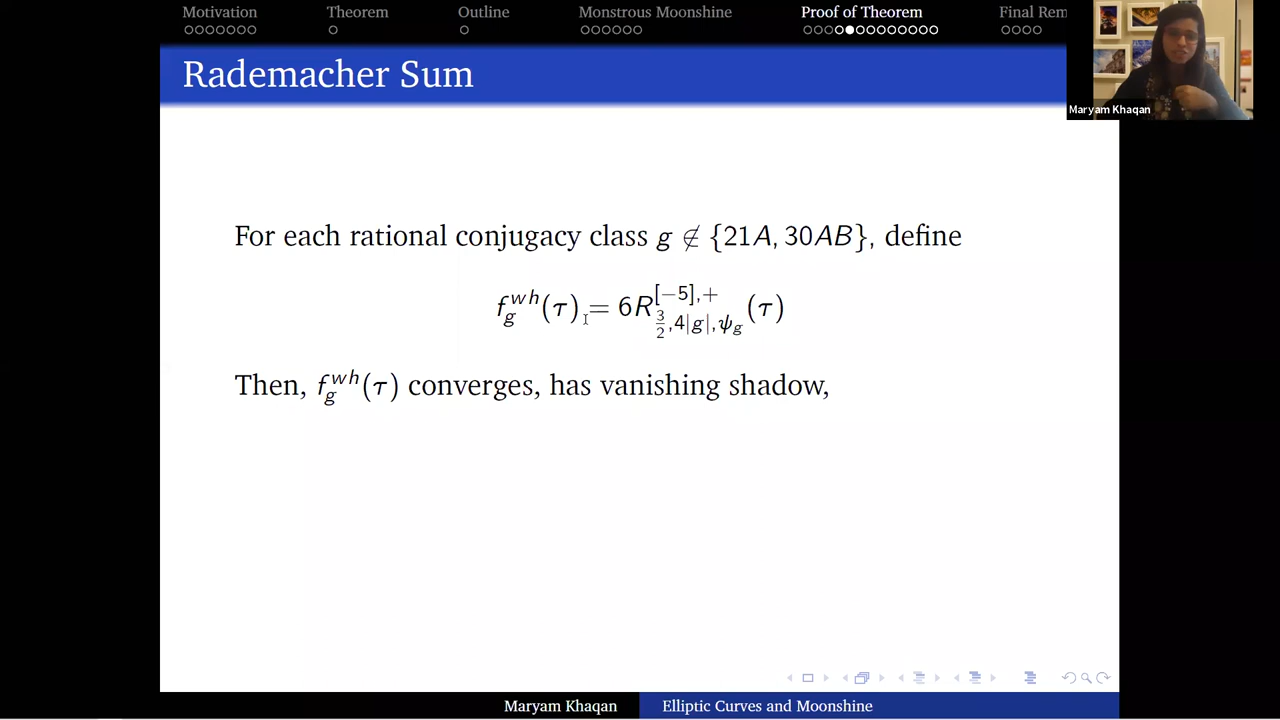 Motivation Theorem Outline Monstrous Moonshine Proof of Theorem Final Rem
Rademacher Sum
Maryam Khaqan
For each rational conjugacy class g ∉ {21A, 30AB}, define
f_g^{wh}(τ) = 6R^{[−5],+}_{\frac{3}{2},4|g|,ψ_g}(τ)
Then, f_g^{wh}(τ) converges, has vanishing shadow,
Maryam Khaqan Elliptic Curves and Moonshine